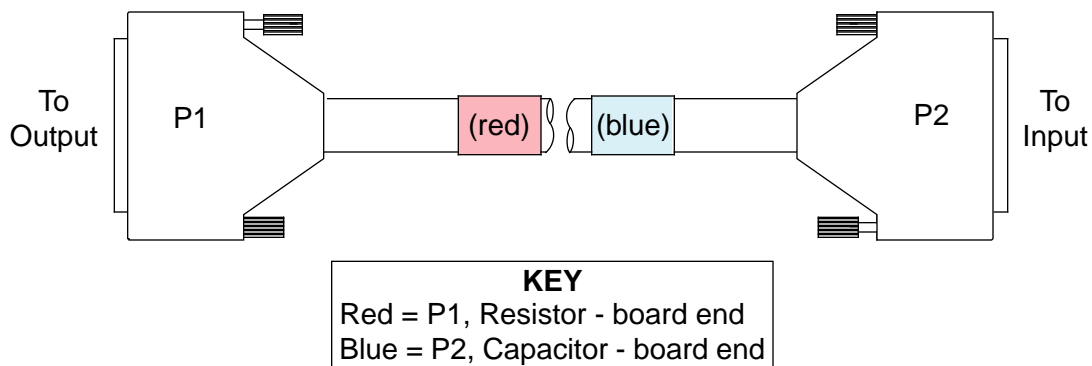 To
Output
P1
(red)
(blue)
P2
To
Input
KEY
Red = P1, Resistor - board end
Blue = P2, Capacitor - board end